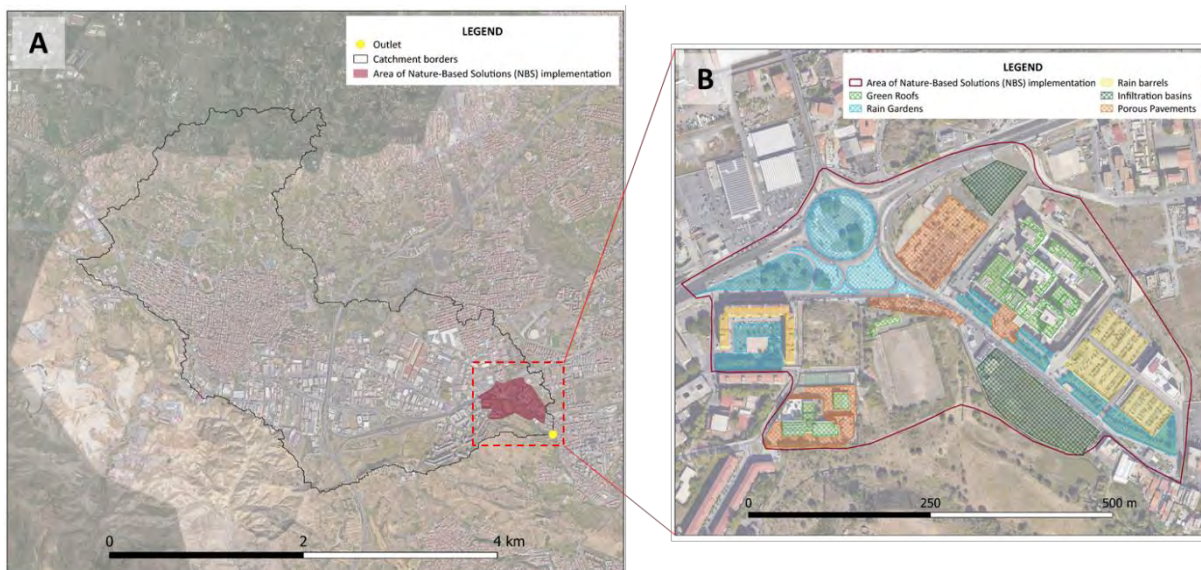 A
LEGEND
Outlet
Catchment borders
Area of Nature-Based Solutions (NBS) implementation
0 2 4 km
B
LEGEND
Area of Nature-Based Solutions (NBS) implementation
Green Roofs
Rain Gardens
Rain barrels
Infiltration basins
Porous Pavements
0 250 500 m